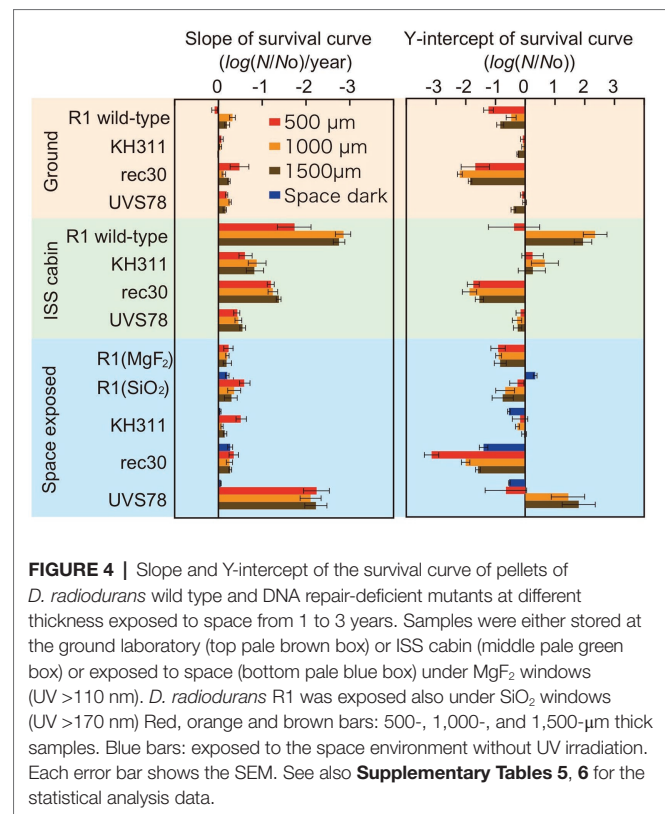 Slope of survival curve
(log(N/No)/year)
Y-intercept of survival curve
(log(N/No))
0 -1 -2 -3
-3 -2 -1 0 1 2 3
Ground
R1 wild-type
KH311
rec30
UVS78
500 μm
1000 μm
1500μm
Space dark
ISS cabin
R1 wild-type
KH311
rec30
UVS78
Space exposed
R1(MgF₂)
R1(SiO₂)
KH311
rec30
UVS78
FIGURE 4 | Slope and Y-intercept of the survival curve of pellets of
D. radiodurans wild type and DNA repair-deficient mutants at different
thickness exposed to space from 1 to 3 years. Samples were either stored at
the ground laboratory (top pale brown box) or ISS cabin (middle pale green
box) or exposed to space (bottom pale blue box) under MgF₂ windows
(UV >110 nm). D. radiodurans R1 was exposed also under SiO₂ windows
(UV >170 nm) Red, orange and brown bars: 500-, 1,000-, and 1,500-μm thick
samples. Blue bars: exposed to the space environment without UV irradiation.
Each error bar shows the SEM. See also Supplementary Tables 5, 6 for the
statistical analysis data.